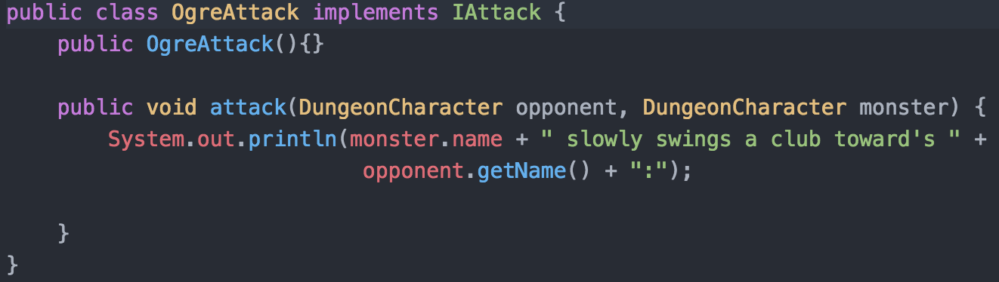 public class OgreAttack implements IAttack {
    public OgreAttack(){}

    public void attack(DungeonCharacter opponent, DungeonCharacter monster) {
        System.out.println(monster.name + " slowly swings a club toward's " +
                            opponent.getName() + ":");

    }
}